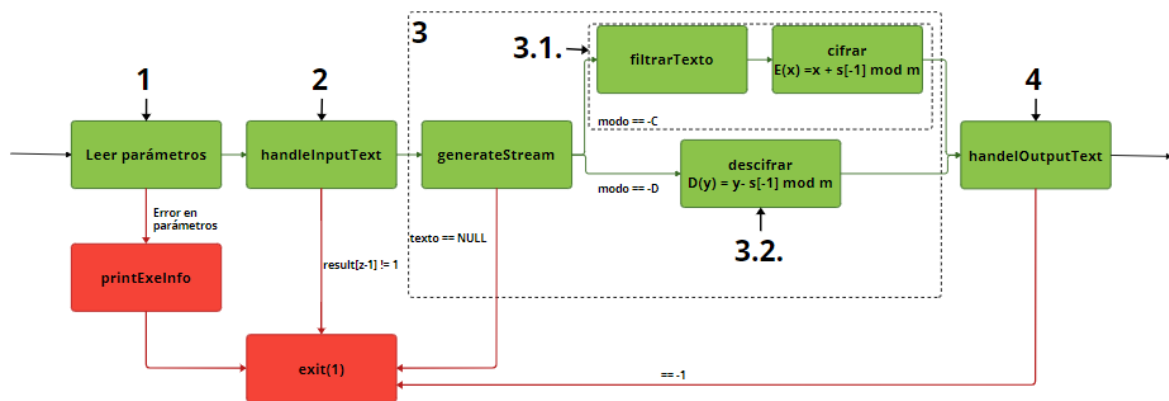 3
3.1.
filtrarTexto
cifrar
E(x) =x + s[-1] mod m
1
2
4
modo == -C
Leer parámetros
handleInputText
generateStream
handelOutputText
descifrar
D(y) = y- s[-1] mod m
modo == -D
Error en
parámetros
texto == NULL
3.2.
result[z-1] != 1
printExeInfo
exit(1)
== -1